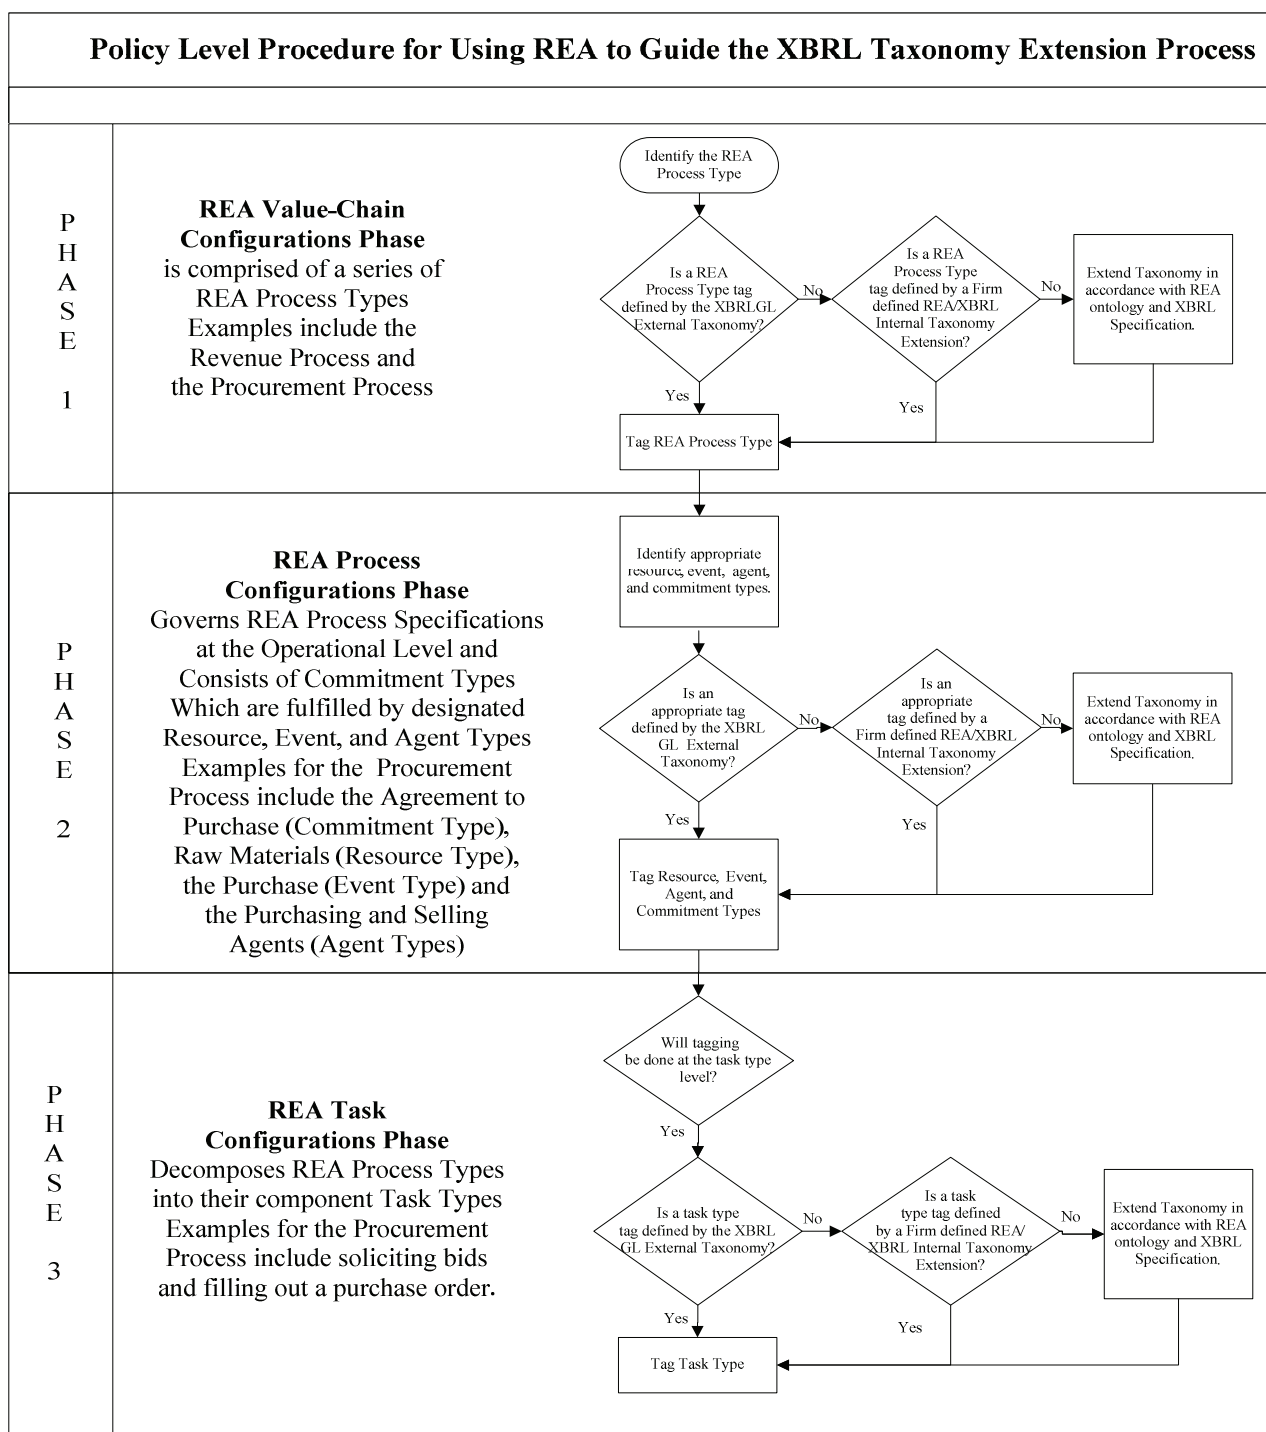 Policy Level Procedure for Using REA to Guide the XBRL Taxonomy Extension Process
P
H
A
S
E
1
REA Value-Chain
Configurations Phase
is comprised of a series of
REA Process Types
Examples include the
Revenue Process and
the Procurement Process
Identify the REA
Process Type
Is a REA
Process Type tag
defined by the XBRLGL
External Taxonomy?
No
Is a REA
Process Type
tag defined by a Firm
defined REA/XBRL
Internal Taxonomy
Extension?
No
Extend Taxonomy in
accordance with REA
ontology and XBRL
Specification.
Yes
Yes
Tag REA Process Type
P
H
A
S
E
2
REA Process
Configurations Phase
Governs REA Process Specifications
at the Operational Level and
Consists of Commitment Types
Which are fulfilled by designated
Resource, Event, and Agent Types
Examples for the Procurement
Process include the Agreement to
Purchase (Commitment Type),
Raw Materials (Resource Type),
the Purchase (Event Type) and
the Purchasing and Selling
Agents (Agent Types)
Identify appropriate
resource, event, agent,
and commitment types.
Is an
appropriate tag
defined by the XBRL
GL External
Taxonomy?
No
Is an
appropriate
tag defined by a
Firm defined REA/XBRL
Internal Taxonomy
Extension?
No
Extend Taxonomy in
accordance with REA
ontology and XBRL
Specification.
Yes
Yes
Tag Resource, Event,
Agent, and
Commitment Types
P
H
A
S
E
3
REA Task
Configurations Phase
Decomposes REA Process Types
into their component Task Types
Examples for the Procurement
Process include soliciting bids
and filling out a purchase order.
Will tagging
be done at the task type
level?
Yes
Is a task type
tag defined by the XBRL
GL External Taxonomy?
No
Is a task
type tag defined
by a Firm defined REA/
XBRL Internal Taxonomy
Extension?
No
Extend Taxonomy in
accordance with REA
ontology and XBRL
Specification.
Yes
Yes
Tag Task Type